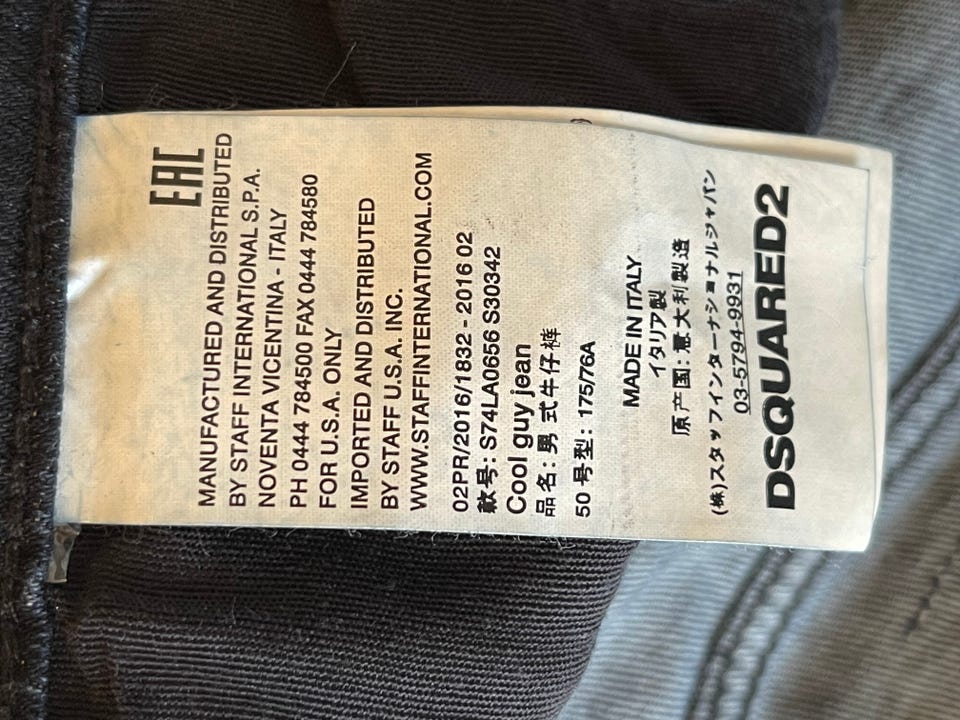 EAC
MANUFACTURED AND DISTRIBUTED
BY STAFF INTERNATIONAL S.P.A.
NOVENTA VICENTINA - ITALY
PH 0444 784500 FAX 0444 784580
FOR U.S.A. ONLY
IMPORTED AND DISTRIBUTED
BY STAFF U.S.A. INC.
WWW.STAFFINTERNATIONAL.COM
02PR/2016/1832 - 2016 02
款号: S74LA0656 S30342
Cool guy jean
品名: 男 式牛仔裤
50 号型: 175/76A
MADE IN ITALY
イタリア製
原产国: 意大利製造
(株)スタッフインターナショナルジャパン
03-5794-9931
DSQUARED2